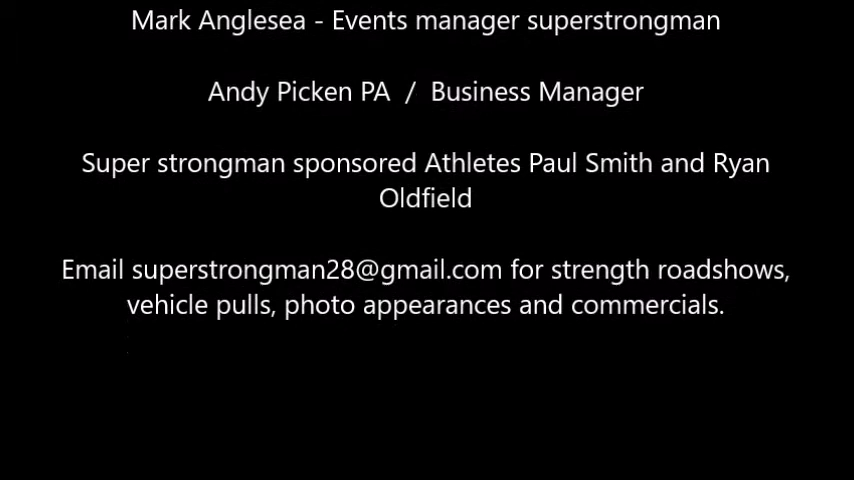 Mark Anglesea - Events manager superstrongman
Andy Picken PA / Business Manager
Super strongman sponsored Athletes Paul Smith and Ryan
Oldfield
Email superstrongman28@gmail.com for strength roadshows,
vehicle pulls, photo appearances and commercials.